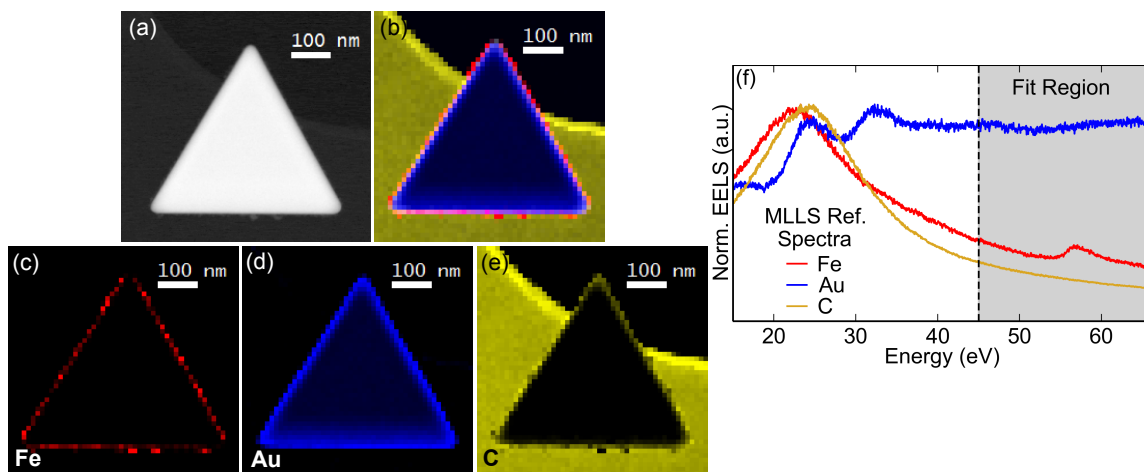 (a)
100 nm
(b)
100 nm
(c)
100 nm
Fe
(d)
100 nm
Au
(e)
100 nm
C
(f)
Fit Region
Norm. EELS (a.u.)
MLLS Ref.
Spectra
Fe
Au
C
20 30 40 50 60
Energy (eV)